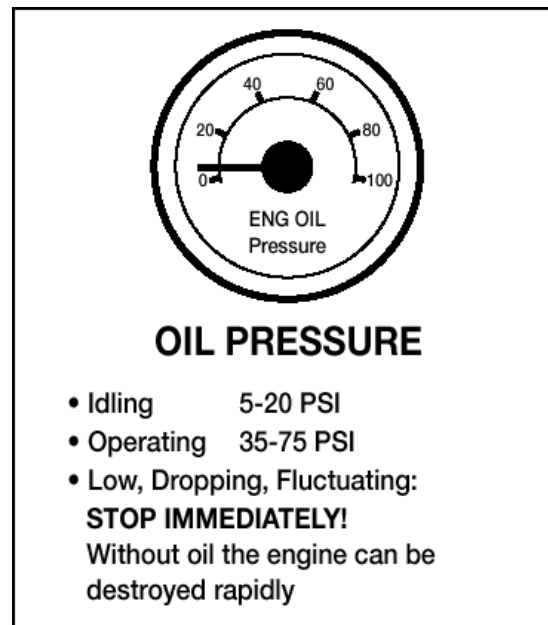 40 60
20 80
0 100
ENG OIL
Pressure
OIL PRESSURE
• Idling 5-20 PSI
• Operating 35-75 PSI
• Low, Dropping, Fluctuating:
STOP IMMEDIATELY!
Without oil the engine can be
destroyed rapidly